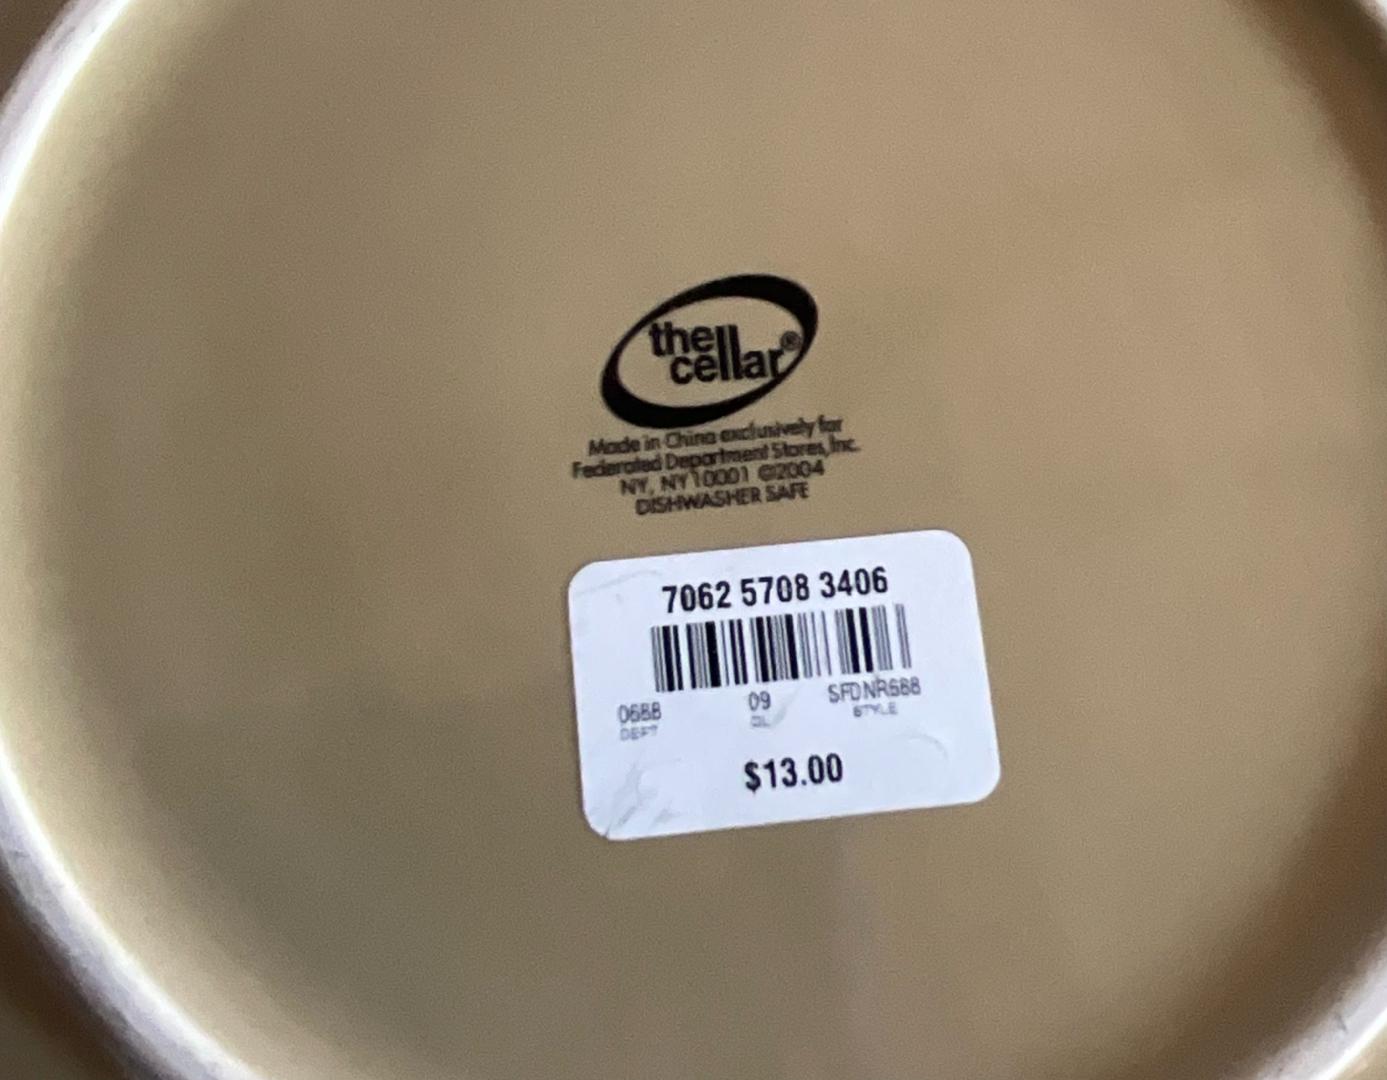 the
cellar®
Made in China exclusively for
Federated Department Stores, Inc.
NY, NY 10001 ©2004
DISHWASHER SAFE
7062 5708 3406
0688 09 SFDNR688
DEPT CL STYLE
$13.00